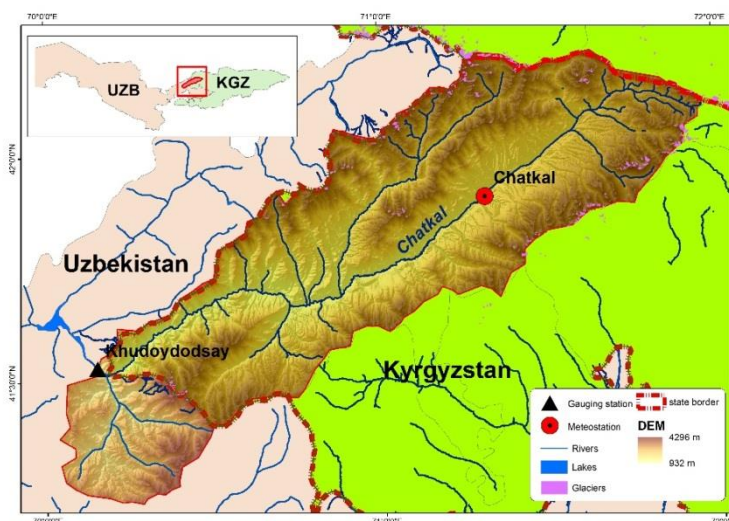 70°0'0"E
71°0'0"E
72°0'0"E
UZB
KGZ
42°0'0"N
Chatkal
Chatkal
Uzbekistan
Khudoydodsay
Kyrgyzstan
41°30'0"N
Gauging station
state border
Meteostation
DEM
Rivers
4296 m
Lakes
932 m
Glaciers